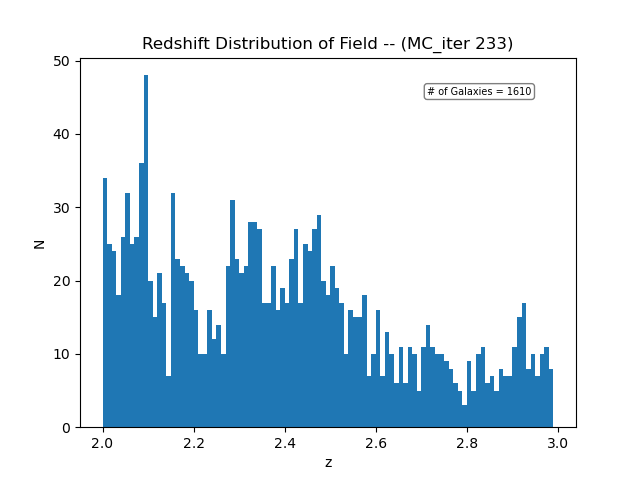 Redshift Distribution of Field -- (MC_iter 233)
# of Galaxies = 1610
50
40
30
20
10
0
N
2.0 2.2 2.4 2.6 2.8 3.0
z